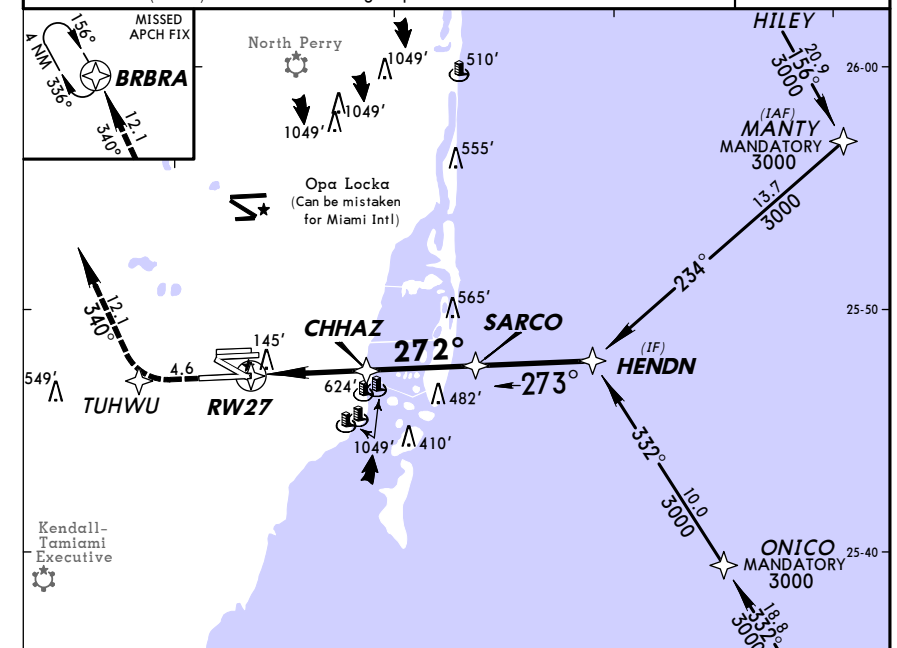 MISSED
APCH FIX
156°
4 NM
336°
BRBRA
12.1
340°
North Perry
1049'
1049'
1049'
510'
555'
HILEY
20.9
156°
3000
26-00
(IAF)
MANTY
MANDATORY
3000
Opa Locka
(Can be mistaken
for Miami Intl)
13.7
3000
234°
12.1
340°
565'
25-50
CHHAZ
SARCO
272°
145'
(IF)
HENDN
4.6
549'
TUHWU
RW27
624'
482'
273°
1049'
410'
332°
10.0
3000
Kendall-
Tamiami
Executive
25-40
ONICO
MANDATORY
3000
18.8
332°
3000